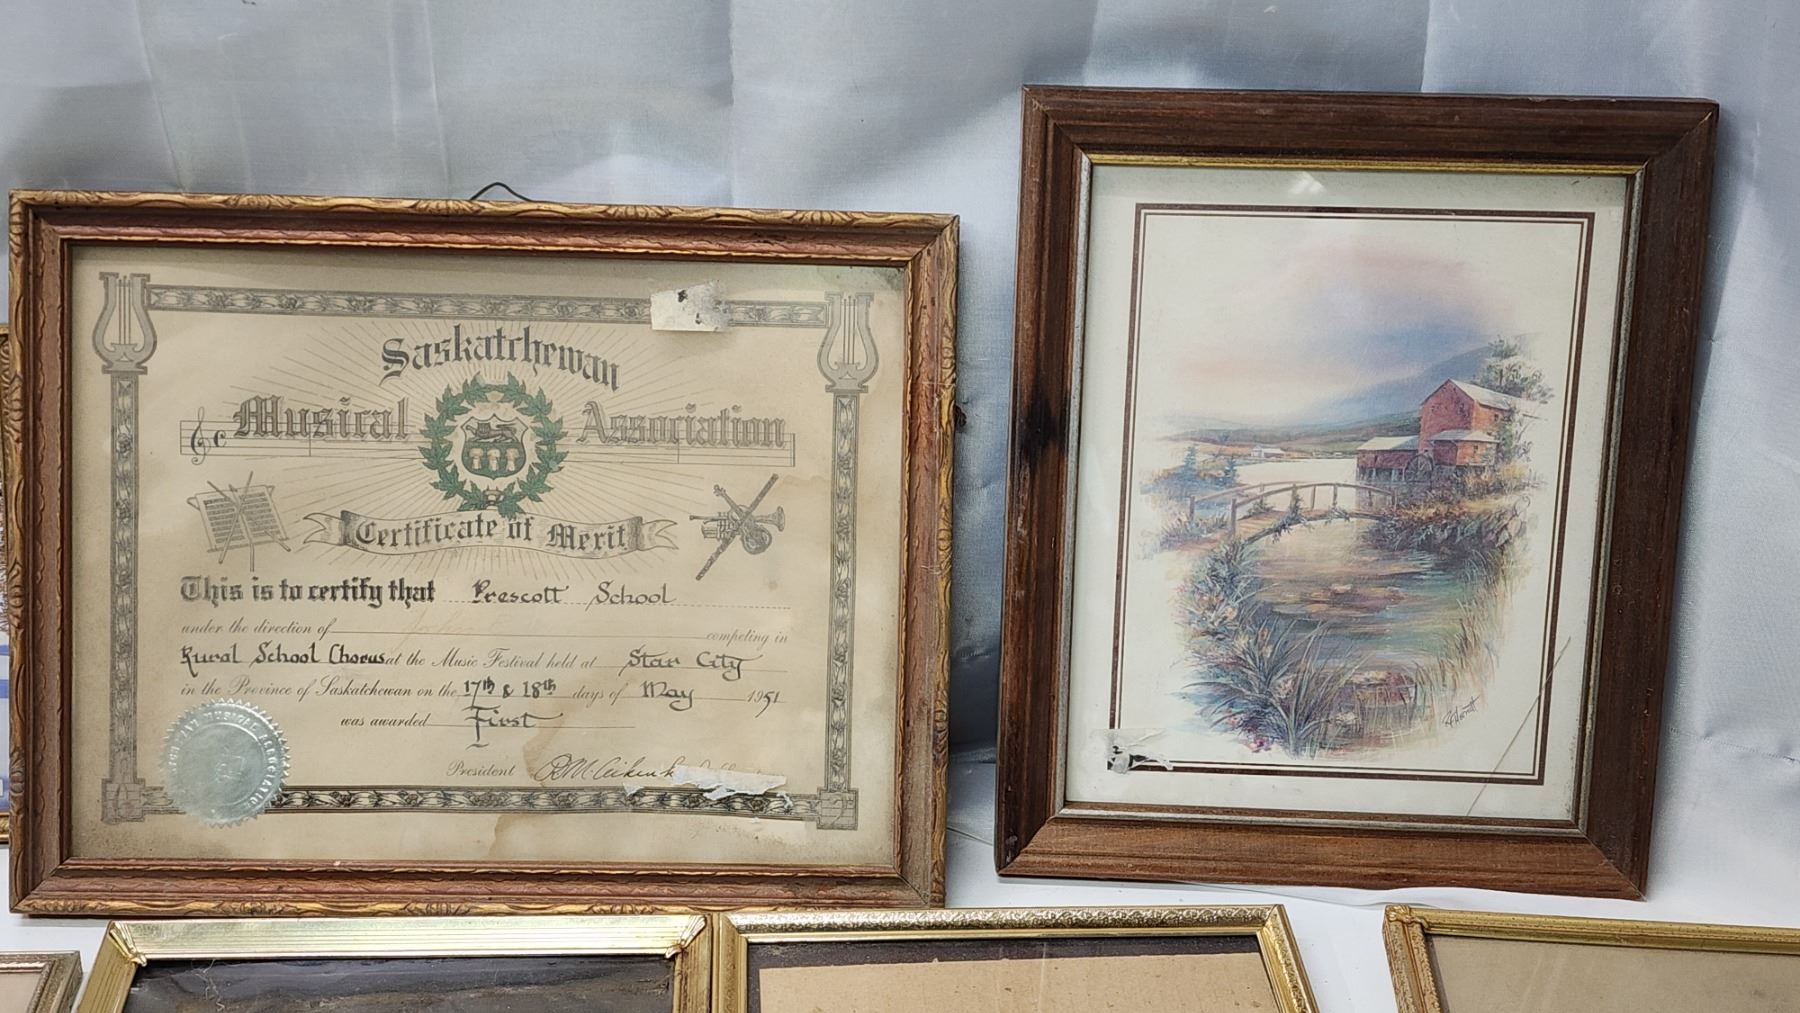 Saskatchewan
Musical Association
Certificate of Merit
This is to certify that Prescott School
under the direction of competing in
Rural School Chorus at the Music Festival held at Star City
in the Province of Saskatchewan on the 17th & 18th days of May 1951
was awarded First
President
MUSICAL ASSOCIATION